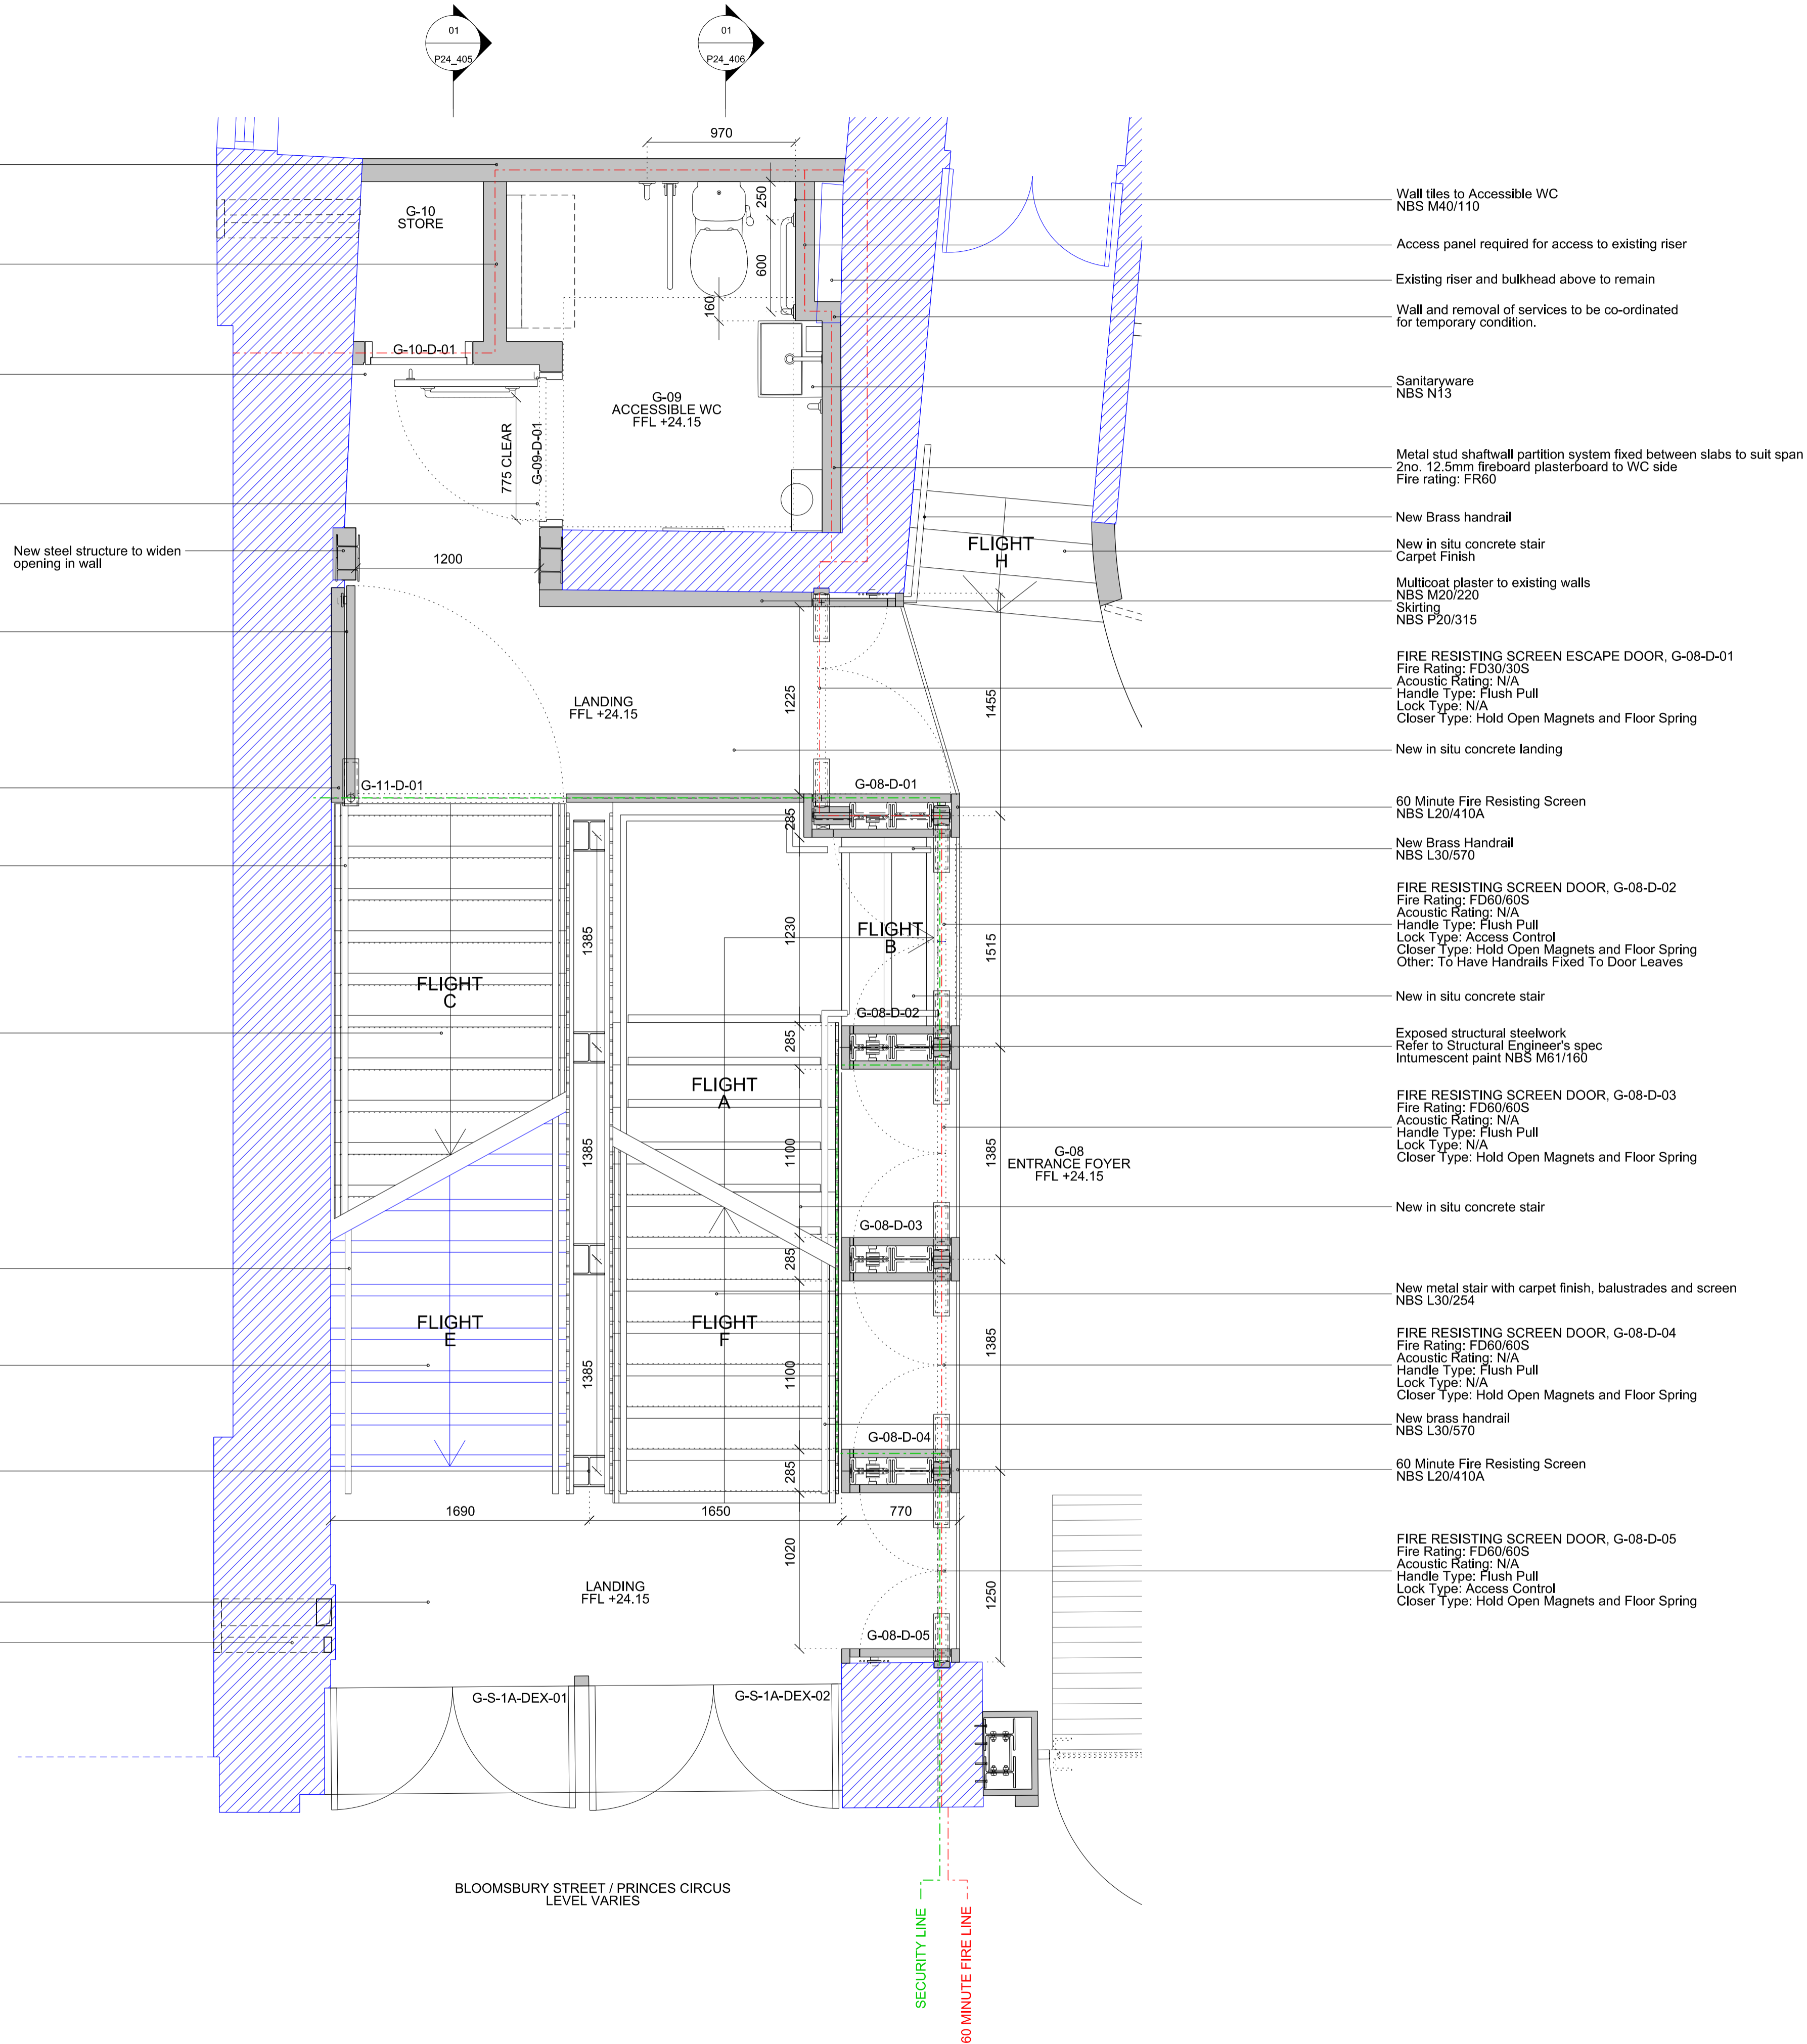 01
P24_405
01
P24_406
970
250
600
160
G-10
STORE
G-10-D-01
G-09
ACCESSIBLE WC
FFL +24.15
775 CLEAR
G-09-D-01
New steel structure to widen
opening in wall
1200
FLIGHT
H
LANDING
FFL +24.15
1225
1455
G-11-D-01
G-08-D-01
285
1385
1230
FLIGHT
B
1515
FLIGHT
C
G-08-D-02
285
FLIGHT
A
1385
1100
1385
G-08
ENTRANCE FOYER
FFL +24.15
G-08-D-03
285
FLIGHT
E
FLIGHT
F
1385
1100
1385
G-08-D-04
285
1690
1650
770
1020
LANDING
FFL +24.15
1250
G-08-D-05
G-S-1A-DEX-01
G-S-1A-DEX-02
BLOOMSBURY STREET / PRINCES CIRCUS
LEVEL VARIES
SECURITY LINE
60 MINUTE FIRE LINE
Wall tiles to Accessible WC
NBS M40/110
Access panel required for access to existing riser
Existing riser and bulkhead above to remain
Wall and removal of services to be co-ordinated
for temporary condition.
Sanitaryware
NBS N13
Metal stud shaftwall partition system fixed between slabs to suit span
2no. 12.5mm fireboard plasterboard to WC side
Fire rating: FR60
New Brass handrail
New in situ concrete stair
Carpet Finish
Multicoat plaster to existing walls
NBS M20/220
Skirting
NBS P20/315
FIRE RESISTING SCREEN ESCAPE DOOR, G-08-D-01
Fire Rating: FD30/30S
Acoustic Rating: N/A
Handle Type: Flush Pull
Lock Type: N/A
Closer Type: Hold Open Magnets and Floor Spring
New in situ concrete landing
60 Minute Fire Resisting Screen
NBS L20/410A
New Brass Handrail
NBS L30/570
FIRE RESISTING SCREEN DOOR, G-08-D-02
Fire Rating: FD60/60S
Acoustic Rating: N/A
Handle Type: Flush Pull
Lock Type: Access Control
Closer Type: Hold Open Magnets and Floor Spring
Other: To Have Handrails Fixed To Door Leaves
New in situ concrete stair
Exposed structural steelwork
Refer to Structural Engineer's spec
Intumescent paint NBS M61/160
FIRE RESISTING SCREEN DOOR, G-08-D-03
Fire Rating: FD60/60S
Acoustic Rating: N/A
Handle Type: Flush Pull
Lock Type: N/A
Closer Type: Hold Open Magnets and Floor Spring
New in situ concrete stair
New metal stair with carpet finish, balustrades and screen
NBS L30/254
FIRE RESISTING SCREEN DOOR, G-08-D-04
Fire Rating: FD60/60S
Acoustic Rating: N/A
Handle Type: Flush Pull
Lock Type: N/A
Closer Type: Hold Open Magnets and Floor Spring
New brass handrail
NBS L30/570
60 Minute Fire Resisting Screen
NBS L20/410A
FIRE RESISTING SCREEN DOOR, G-08-D-05
Fire Rating: FD60/60S
Acoustic Rating: N/A
Handle Type: Flush Pull
Lock Type: Access Control
Closer Type: Hold Open Magnets and Floor Spring